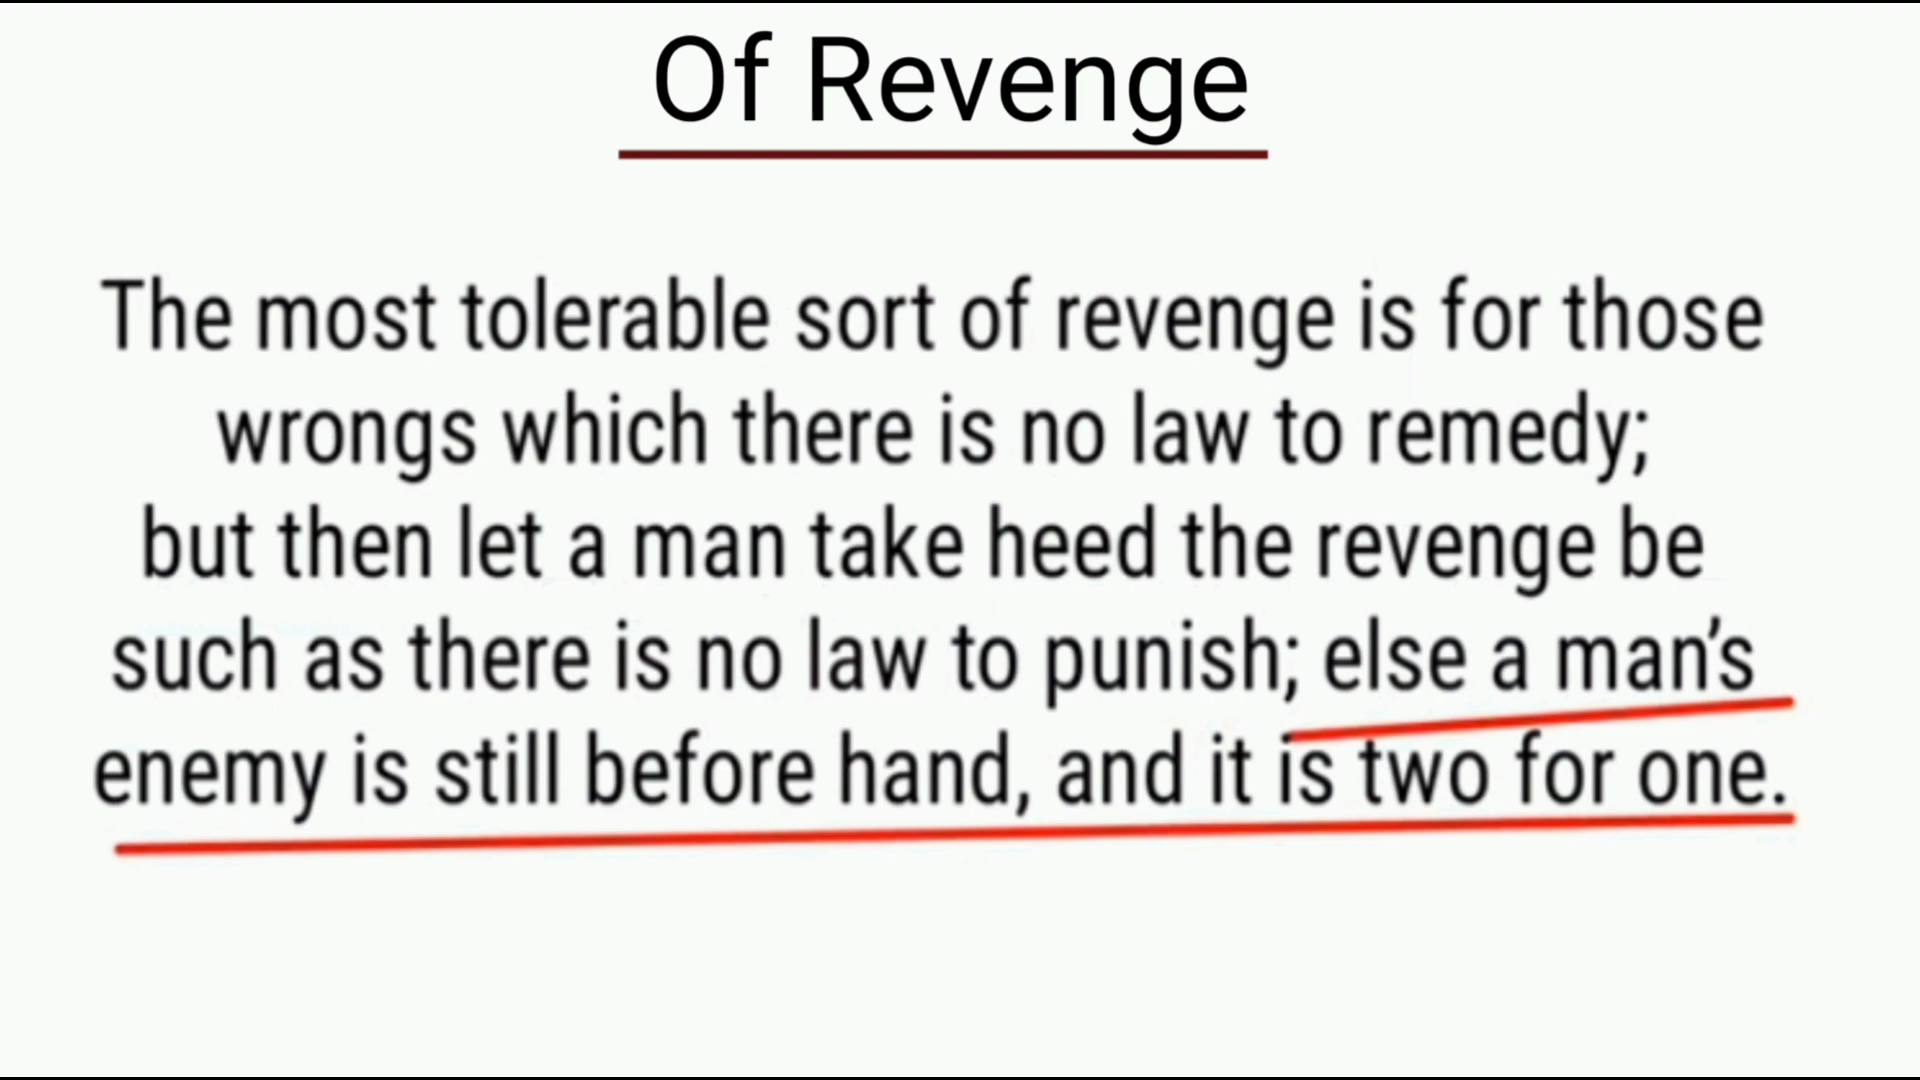 Of Revenge
The most tolerable sort of revenge is for those
wrongs which there is no law to remedy;
but then let a man take heed the revenge be
such as there is no law to punish; else a man’s
enemy is still before hand, and it is two for one.